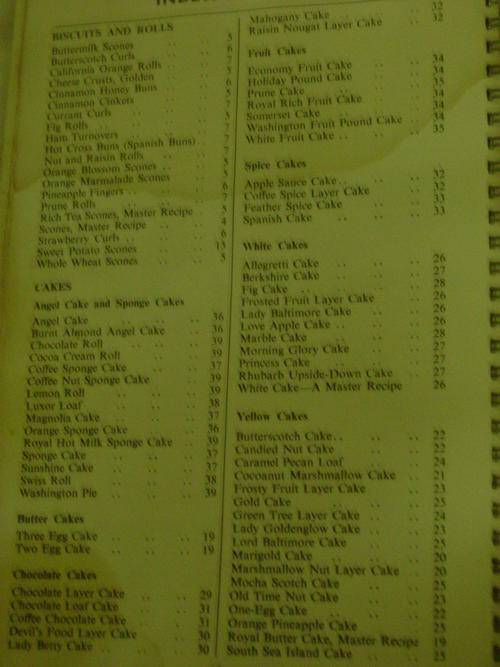 INDEX
BISCUITS AND ROLLS
Buttermilk Scones .. .. 5
Butterscotch Curls .. .. 6
California Orange Rolls .. 7
Cheese Crusts, Golden .. 5
Cinnamon Honey Buns .. 6
Cinnamon Cinkets .. .. 5
Currant Curls .. .. 7
Fig Rolls .. .. .. 5
Ham Turnovers .. .. 7
Hot Cross Buns (Spanish Buns) 7
Nut and Raisin Rolls .. 7
Orange Blossom Scones .. 5
Orange Marmalade Scones 5
Pineapple Fingers .. .. 6
Prune Rolls .. .. .. 7
Rich Tea Scones, Master Recipe 5
Scones, Master Recipe .. 4
Strawberry Curls .. .. 6
Sweet Potato Scones .. 15
Whole Wheat Scones .. 5
CAKES
Angel Cake and Sponge Cakes
Angel Cake .. .. .. 36
Burnt Almond Angel Cake 36
Chocolate Roll .. .. 39
Cocoa Cream Roll .. 39
Coffee Sponge Cake .. 37
Coffee Nut Sponge Cake .. 39
Lemon Roll .. .. .. 39
Luxor Loaf .. .. .. 38
Magnolia Cake .. .. 37
Orange Sponge Cake .. 36
Royal Hot Milk Sponge Cake .. 39
Sponge Cake .. .. .. 37
Sunshine Cake .. .. 37
Swiss Roll .. .. .. 38
Washington Pie .. .. 39
Butter Cakes
Three Egg Cake .. .. 19
Two Egg Cake .. .. 19
Chocolate Cakes
Chocolate Layer Cake .. 29
Chocolate Loaf Cake .. 31
Coffee Chocolate Cake .. 31
Devil's Food Layer Cake .. 30
Lady Betty Cake .. .. 30
Mahogany Cake .. .. 32
Raisin Nougat Layer Cake .. 32
Fruit Cakes
Economy Fruit Cake .. 34
Holiday Pound Cake .. 34
Prune Cake .. .. .. 35
Royal Rich Fruit Cake .. 34
Somerset Cake .. .. 34
Washington Fruit Pound Cake 34
White Fruit Cake .. .. 35
Spice Cakes
Apple Sauce Cake .. .. 32
Coffee Spice Layer Cake .. 32
Feather Spice Cake .. 33
Spanish Cake .. .. 33
White Cakes
Allegretti Cake .. .. 26
Berkshire Cake .. .. 27
Fig Cake .. .. .. 28
Frosted Fruit Layer Cake .. 26
Lady Baltimore Cake .. 26
Love Apple Cake .. .. 26
Marble Cake .. .. 28
Morning Glory Cake .. 27
Princess Cake .. .. 27
Rhubarb Upside-Down Cake .. 27
White Cake—A Master Recipe 26
Yellow Cakes
Butterscotch Cake .. .. 22
Candied Nut Cake .. 22
Caramel Pecan Loaf .. 24
Cocoanut Marshmallow Cake 21
Frosty Fruit Layer Cake .. 23
Gold Cake .. .. .. 25
Green Tree Layer Cake .. 24
Lady Goldenglow Cake .. 23
Lord Baltimore Cake .. 25
Marigold Cake .. .. 20
Marshmallow Nut Layer Cake 20
Mocha Scotch Cake .. 25
Old Time Nut Cake .. 23
One-Egg Cake .. .. 22
Orange Pineapple Cake .. 25
Royal Butter Cake, Master Recipe 19
South Sea Island Cake .. 25